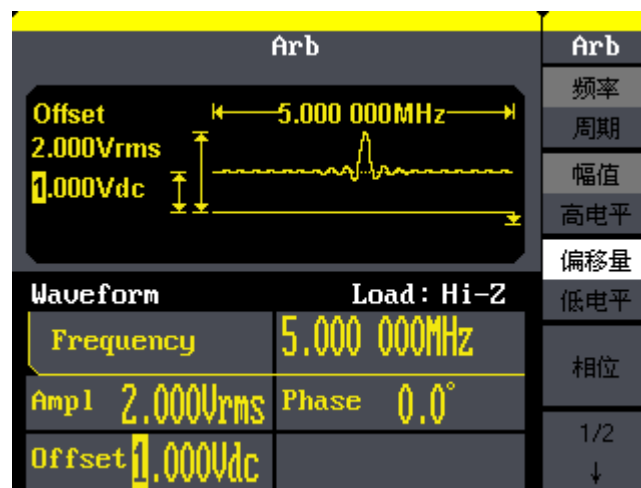 Arb
Offset
5.000 000MHz
2.000Vrms
1.000Vdc
Waveform
Load: Hi-Z
Frequency
5.000 000MHz
Ampl
2.000Vrms
Phase
0.0°
Offset
1.000Vdc
Arb
频率
周期
幅值
高电平
偏移量
低电平
相位
1/2
↓